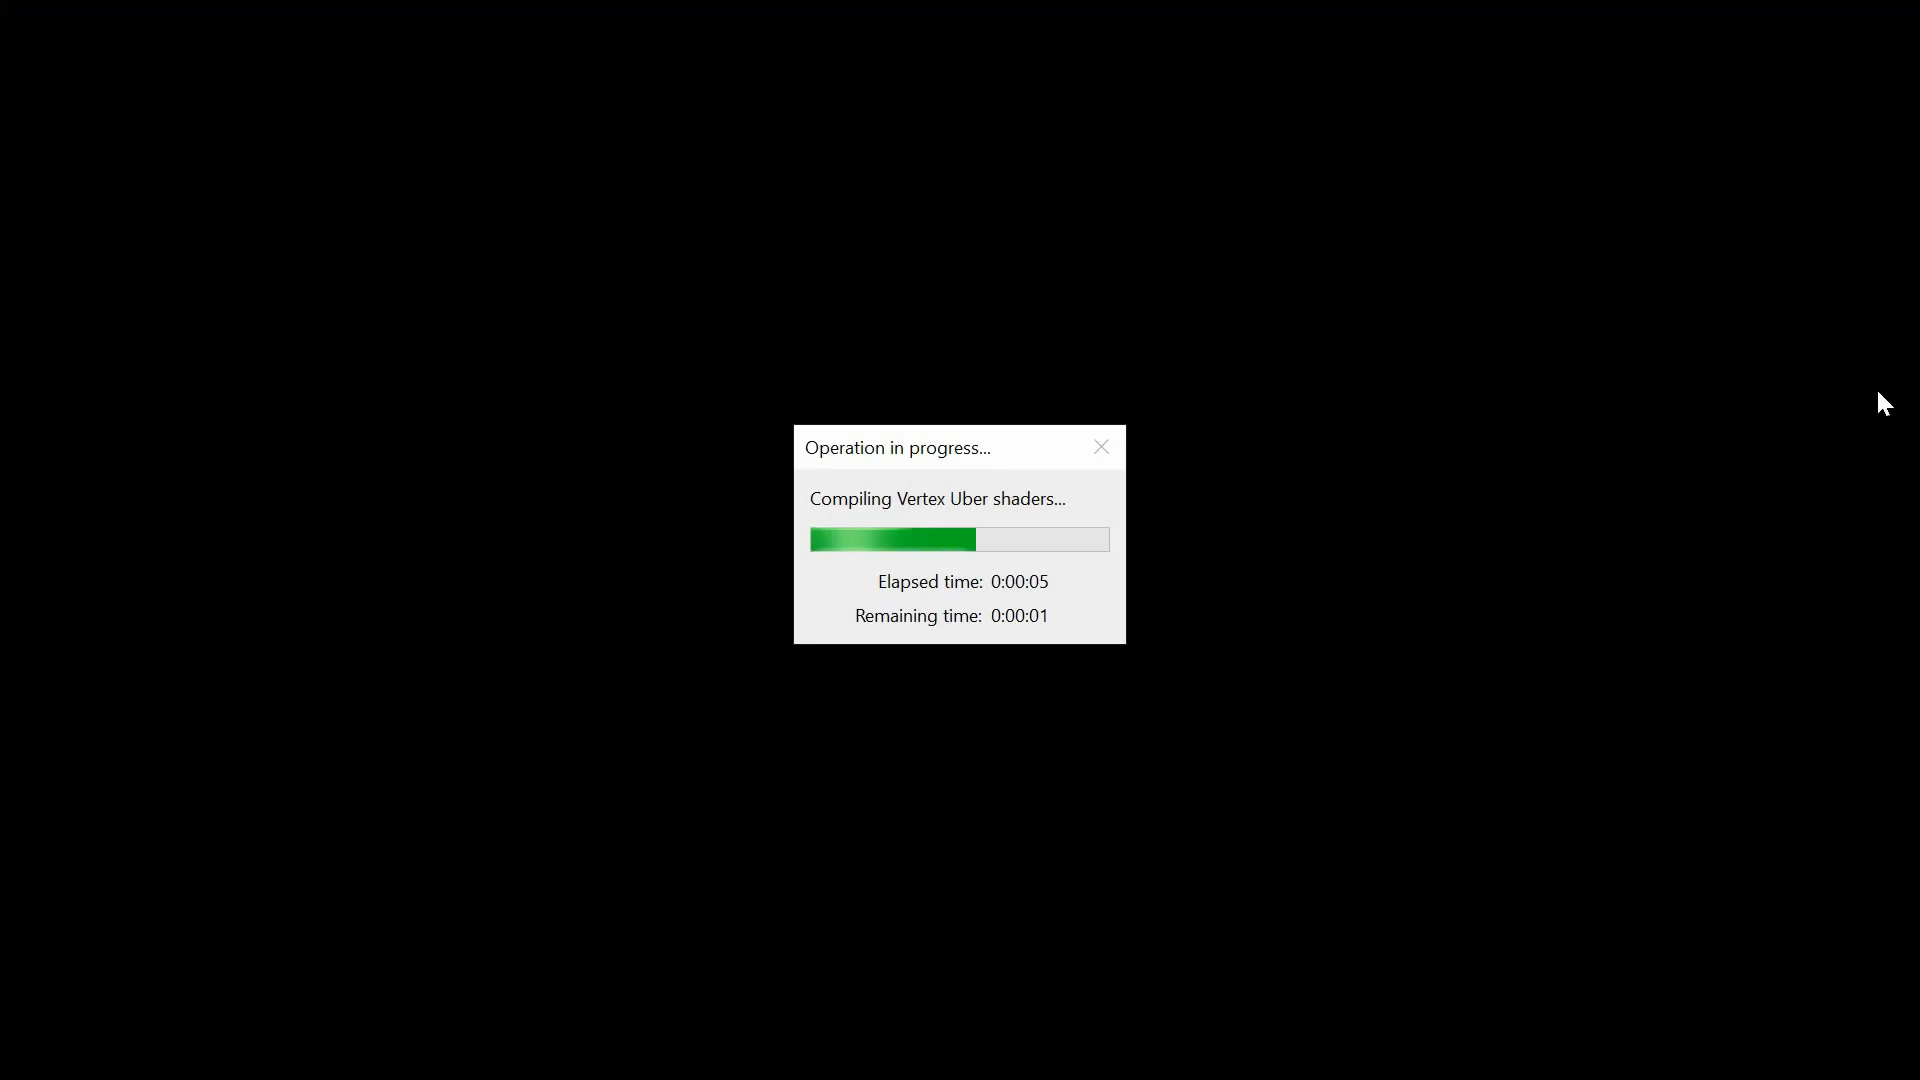 Operation in progress...
Compiling Vertex Uber shaders...
Elapsed time: 0:00:05
Remaining time: 0:00:01